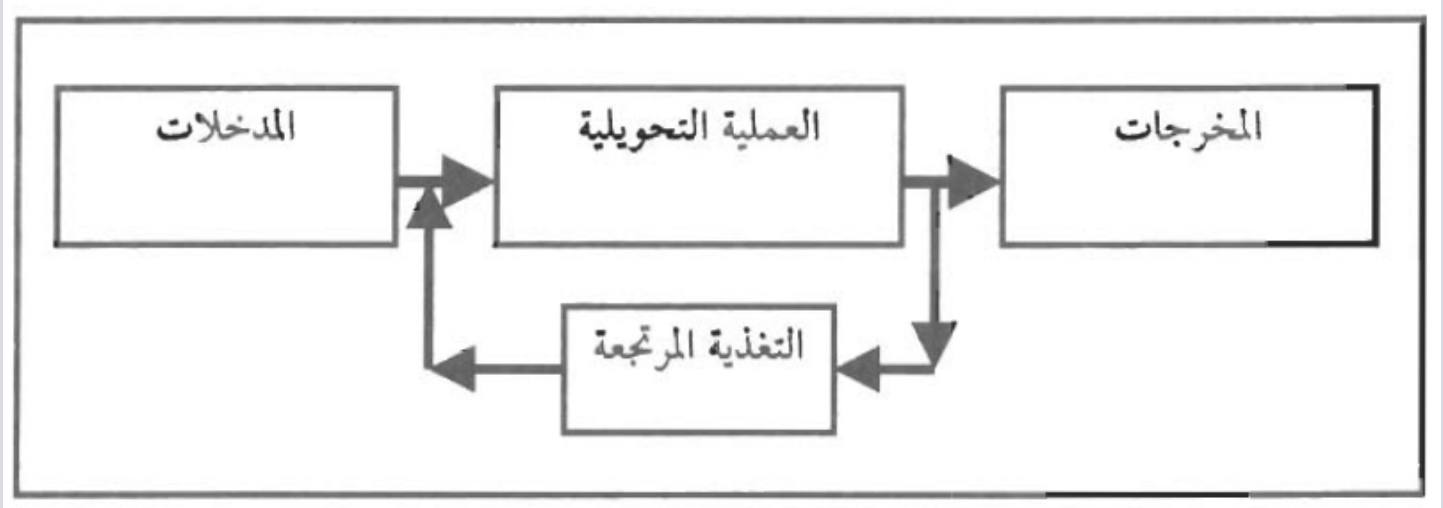 المدخلات
العملية التحويلية
المخرجات
التغذية المرتجعة